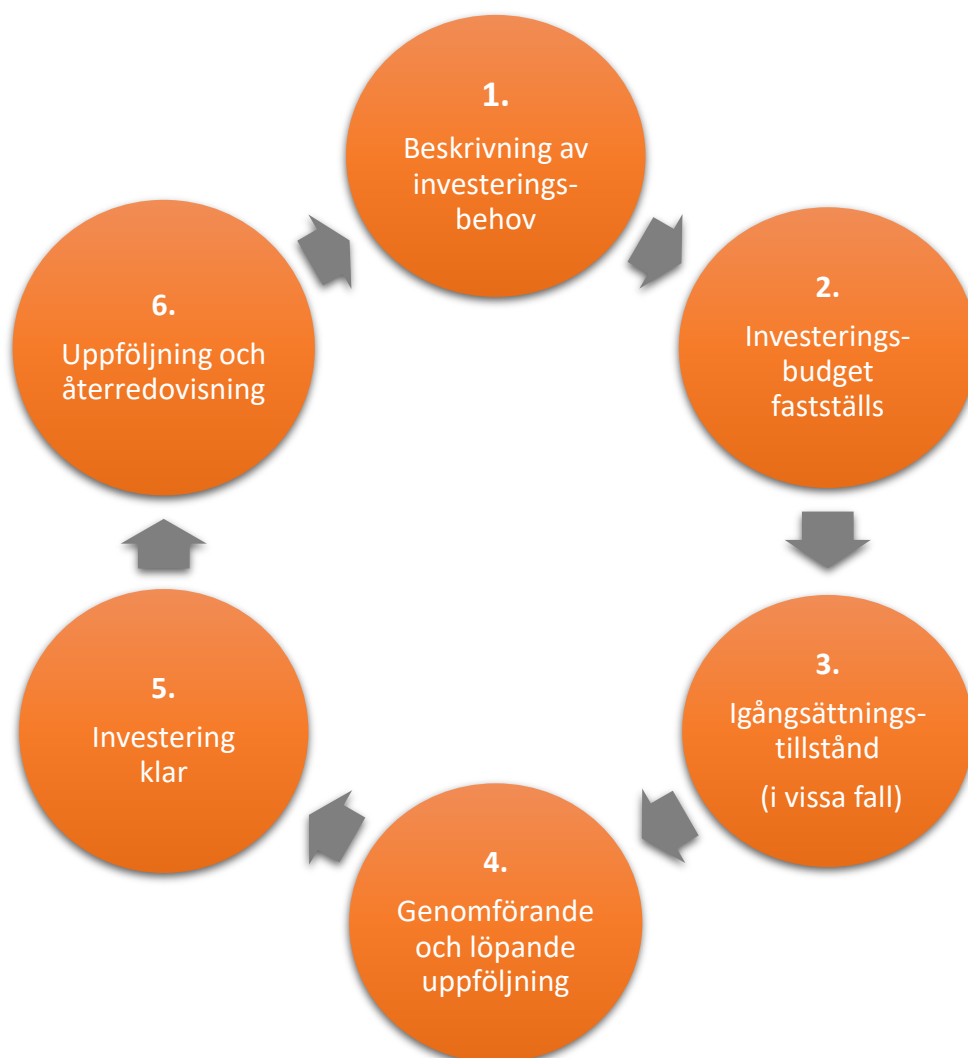 1.
Beskrivning av
investerings-
behov
2.
Investerings-
budget
fastställs
3.
Igångsättnings-
tillstånd
(i vissa fall)
4.
Genomförande
och löpande
uppföljning
5.
Investering
klar
6.
Uppföljning och
återredovisning